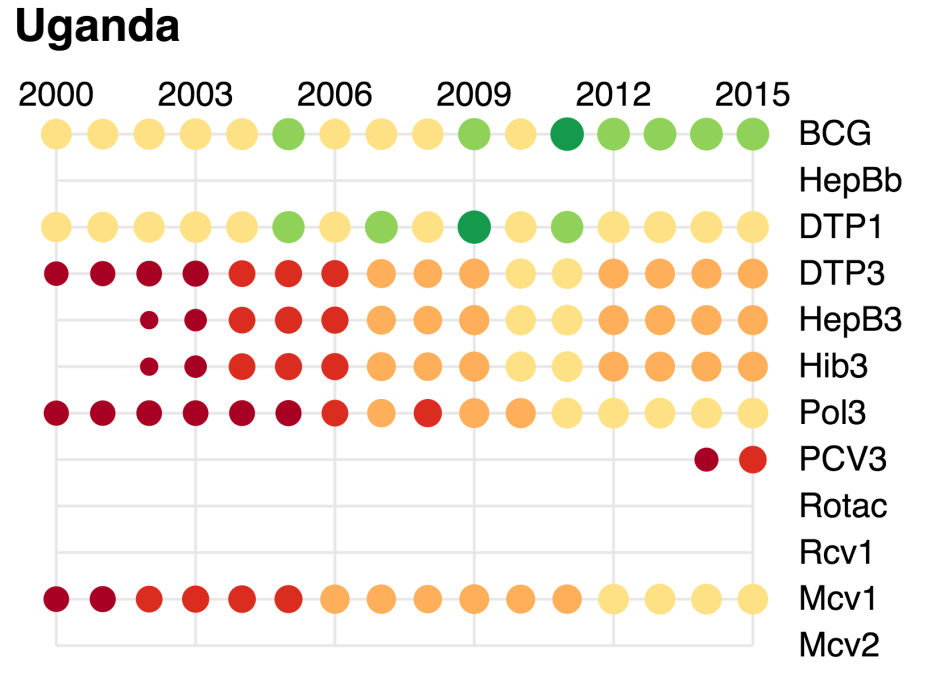 Uganda
2000 2003 2006 2009 2012 2015
BCG
HepBb
DTP1
DTP3
HepB3
Hib3
Pol3
PCV3
Rotac
Rcv1
Mcv1
Mcv2